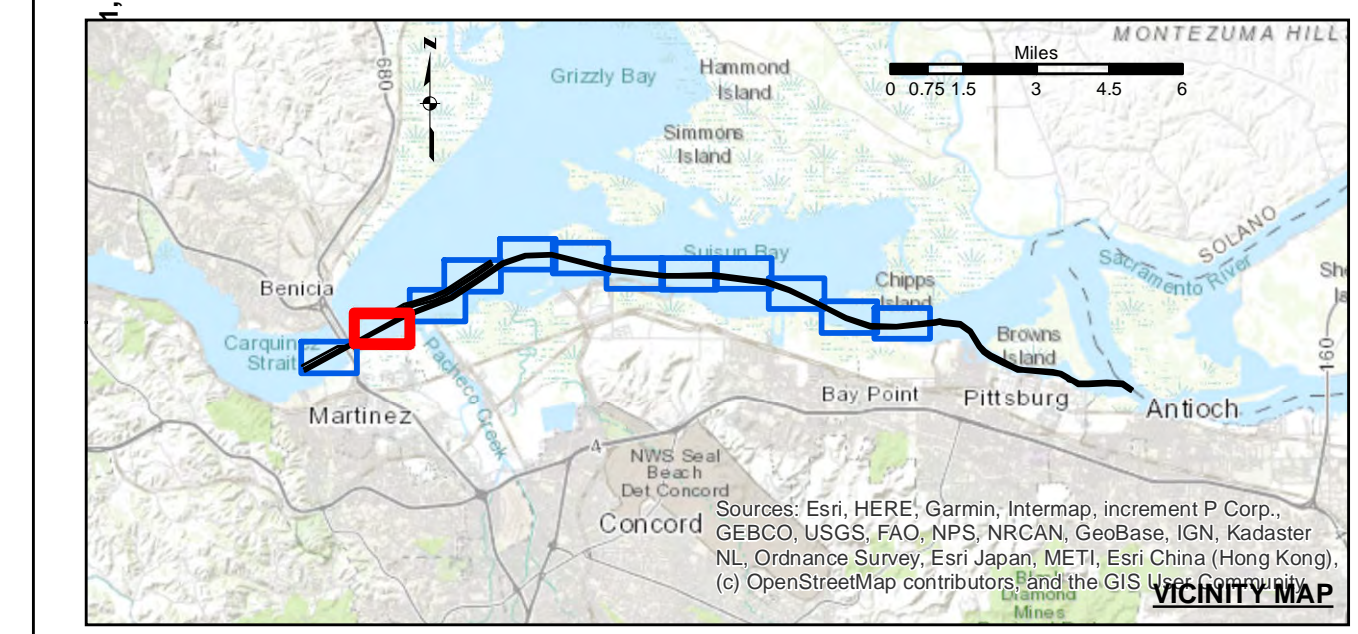 MONTEZUMA HILL
Miles
0 0.75 1.5 3 4.5 6
N
680
Grizzly Bay
Hammond
Island
Simmons
Island
SOLANO
Sacramento River
Suisun Bay
Chipps
Island
Benicia
Carquinez
Strait
Pacheco Creek
Browns
Island
160
Martinez
Bay Point
Pittsburg
Antioch
4
NWS Seal
Beach
Det Concord
Concord
Sources: Esri, HERE, Garmin, Intermap, increment P Corp.,
GEBCO, USGS, FAO, NPS, NRCAN, GeoBase, IGN, Kadaster
NL, Ordnance Survey, Esri Japan, METI, Esri China (Hong Kong),
(c) OpenStreetMap contributors, and the GIS User Community
Diamond
Mines
VICINITY MAP